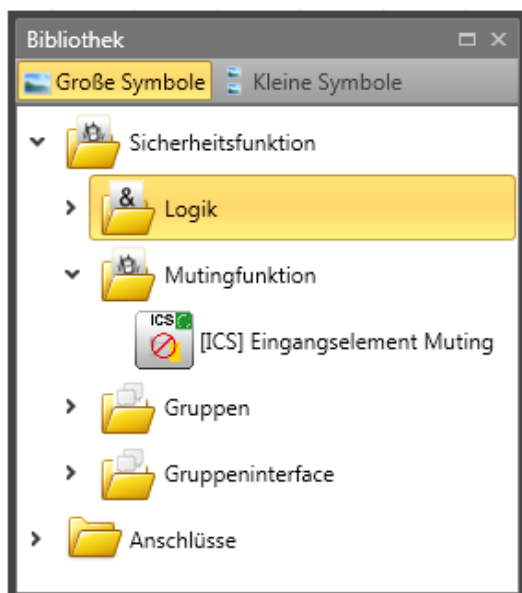 Bibliothek
Große Symbole Kleine Symbole
Sicherheitsfunktion
& Logik
Mutingfunktion
ICS [ICS] Eingangselement Muting
Gruppen
Gruppeninterface
Anschlüsse